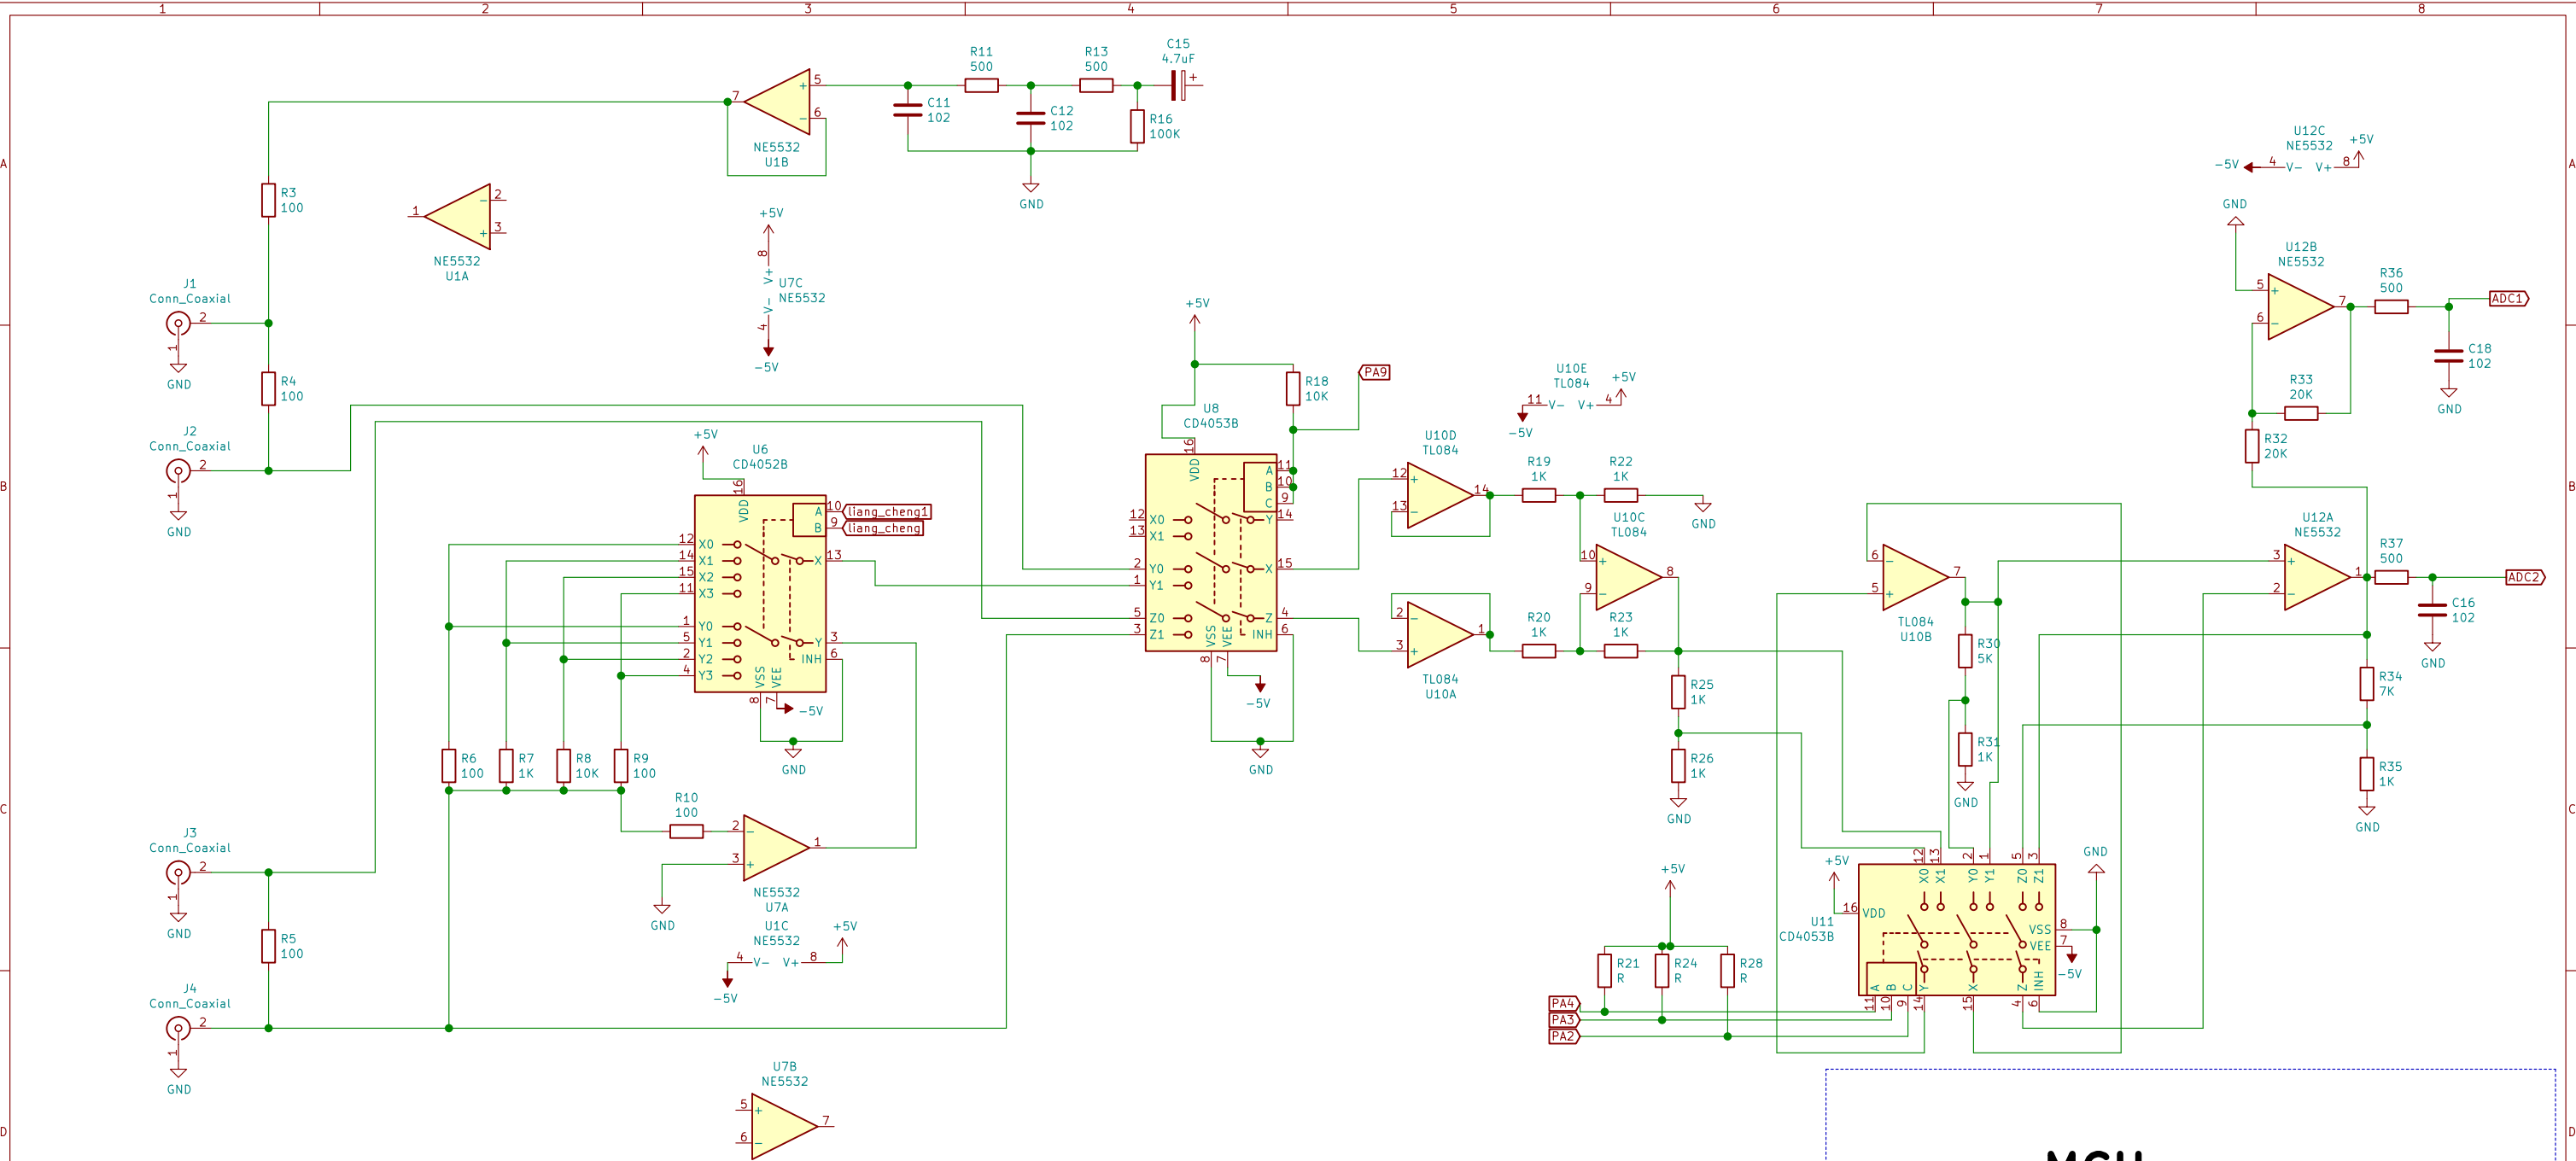 1 2 3 4 5 6 7 8
A
B
C
D
A
B
C
D
R11
500
R13
500
C15
4.7uF
+
7
5
+
6
−
NE5532
U1B
C11
102
C12
102
R16
100K
GND
R3
100
1
2
−
3
+
NE5532
U1A
+5V
8
V+
U7C
NE5532
V−
4
−5V
J1
Conn_Coaxial
2
1
GND
R4
100
J2
Conn_Coaxial
2
1
GND
+5V
U6
CD4052B
16
VDD
A 10 liang_cheng1
B 9 liang_cheng
12 X0
14 X1
15 X2
11 X3
X 13
1 Y0
5 Y1
2 Y2
4 Y3
Y 3
INH 6
VSS
VEE
8
7
−5V
GND
R6
100
R7
1K
R8
10K
R9
100
R10
100
2
−
3
+
1
NE5532
U7A
GND
U1C
NE5532
+5V
4
V−
V+
8
−5V
J3
Conn_Coaxial
2
1
GND
R5
100
J4
Conn_Coaxial
2
1
GND
U7B
NE5532
5
+
6
−
7
+5V
R18
10K
PA9
U8
CD4053B
16
VDD
A 11
B 10
C 9
12 X0
13 X1
Y 14
2 Y0
1 Y1
X 15
5 Z0
3 Z1
Z 4
INH 6
VSS
VEE
8
7
−5V
GND
U10E
TL084
+5V
11
V−
V+
4
−5V
U10D
TL084
12
+
13
−
14
R19
1K
R22
1K
GND
U10C
TL084
10
+
9
−
8
2
−
3
+
1
TL084
U10A
R20
1K
R23
1K
R25
1K
R26
1K
GND
6
−
5
+
7
TL084
U10B
R30
5K
R31
1K
GND
+5V
R21
R
R24
R
R28
R
PA4
PA3
PA2
+5V
U11
CD4053B
16
VDD
12
13
2
1
5
3
X0
X1
Y0
Y1
Z0
Z1
VSS 8
VEE 7
−5V
GND
A
B
C
Y
X
Z
INH
11
10
9
14
15
4
6
U12C
NE5532
+5V
−5V
4
V−
V+
8
GND
U12B
NE5532
5
+
6
−
7
R36
500
ADC1
C18
102
GND
R33
20K
R32
20K
U12A
NE5532
3
+
2
−
1
R37
500
ADC2
C16
102
GND
R34
7K
R35
1K
GND
MCU